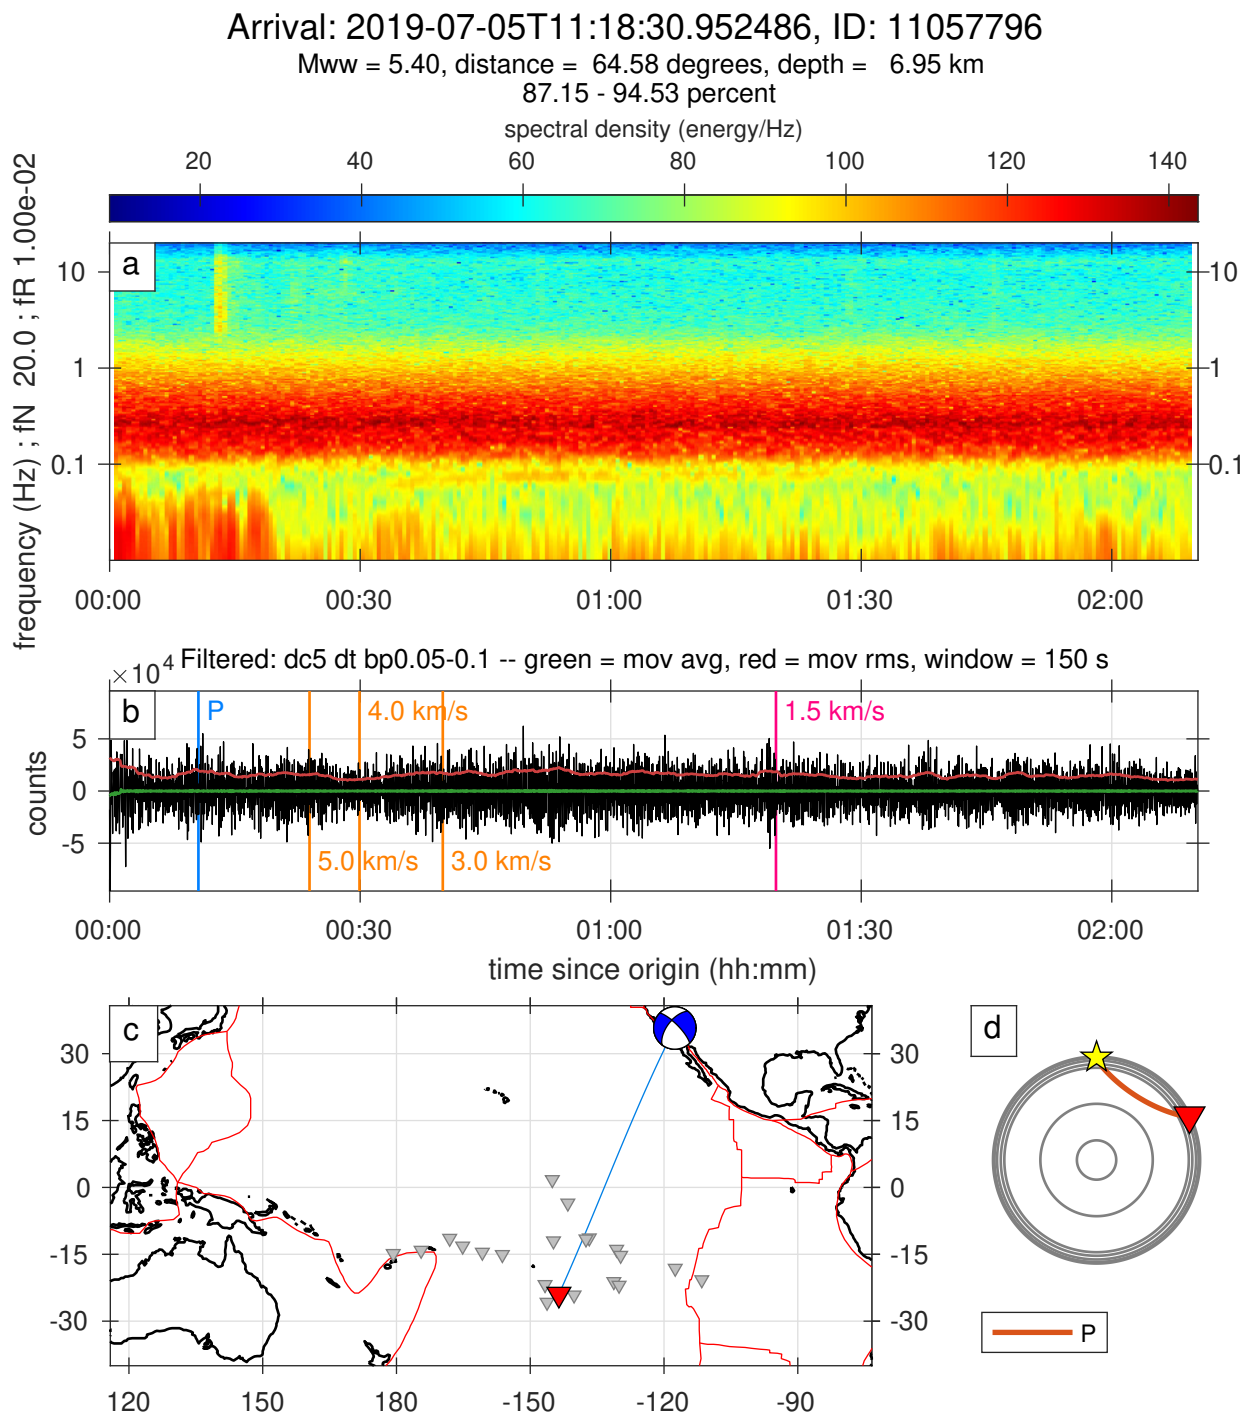 Arrival: 2019-07-05T11:18:30.952486, ID: 11057796
Mww = 5.40, distance = 64.58 degrees, depth = 6.95 km
87.15 - 94.53 percent
spectral density (energy/Hz)
20 40 60 80 100 120 140
frequency (Hz) ; fN 20.0 ; fR 1.00e-02
a
10 10
1 1
0.1 0.1
00:00 00:30 01:00 01:30 02:00
×10^4 Filtered: dc5 dt bp0.05-0.1 -- green = mov avg, red = mov rms, window = 150 s
b
P 4.0 km/s 1.5 km/s
counts
5
0
-5
5.0 km/s 3.0 km/s
00:00 00:30 01:00 01:30 02:00
time since origin (hh:mm)
c
30 30
15 15
0 0
-15 -15
-30 -30
120 150 180 -150 -120 -90
d
P